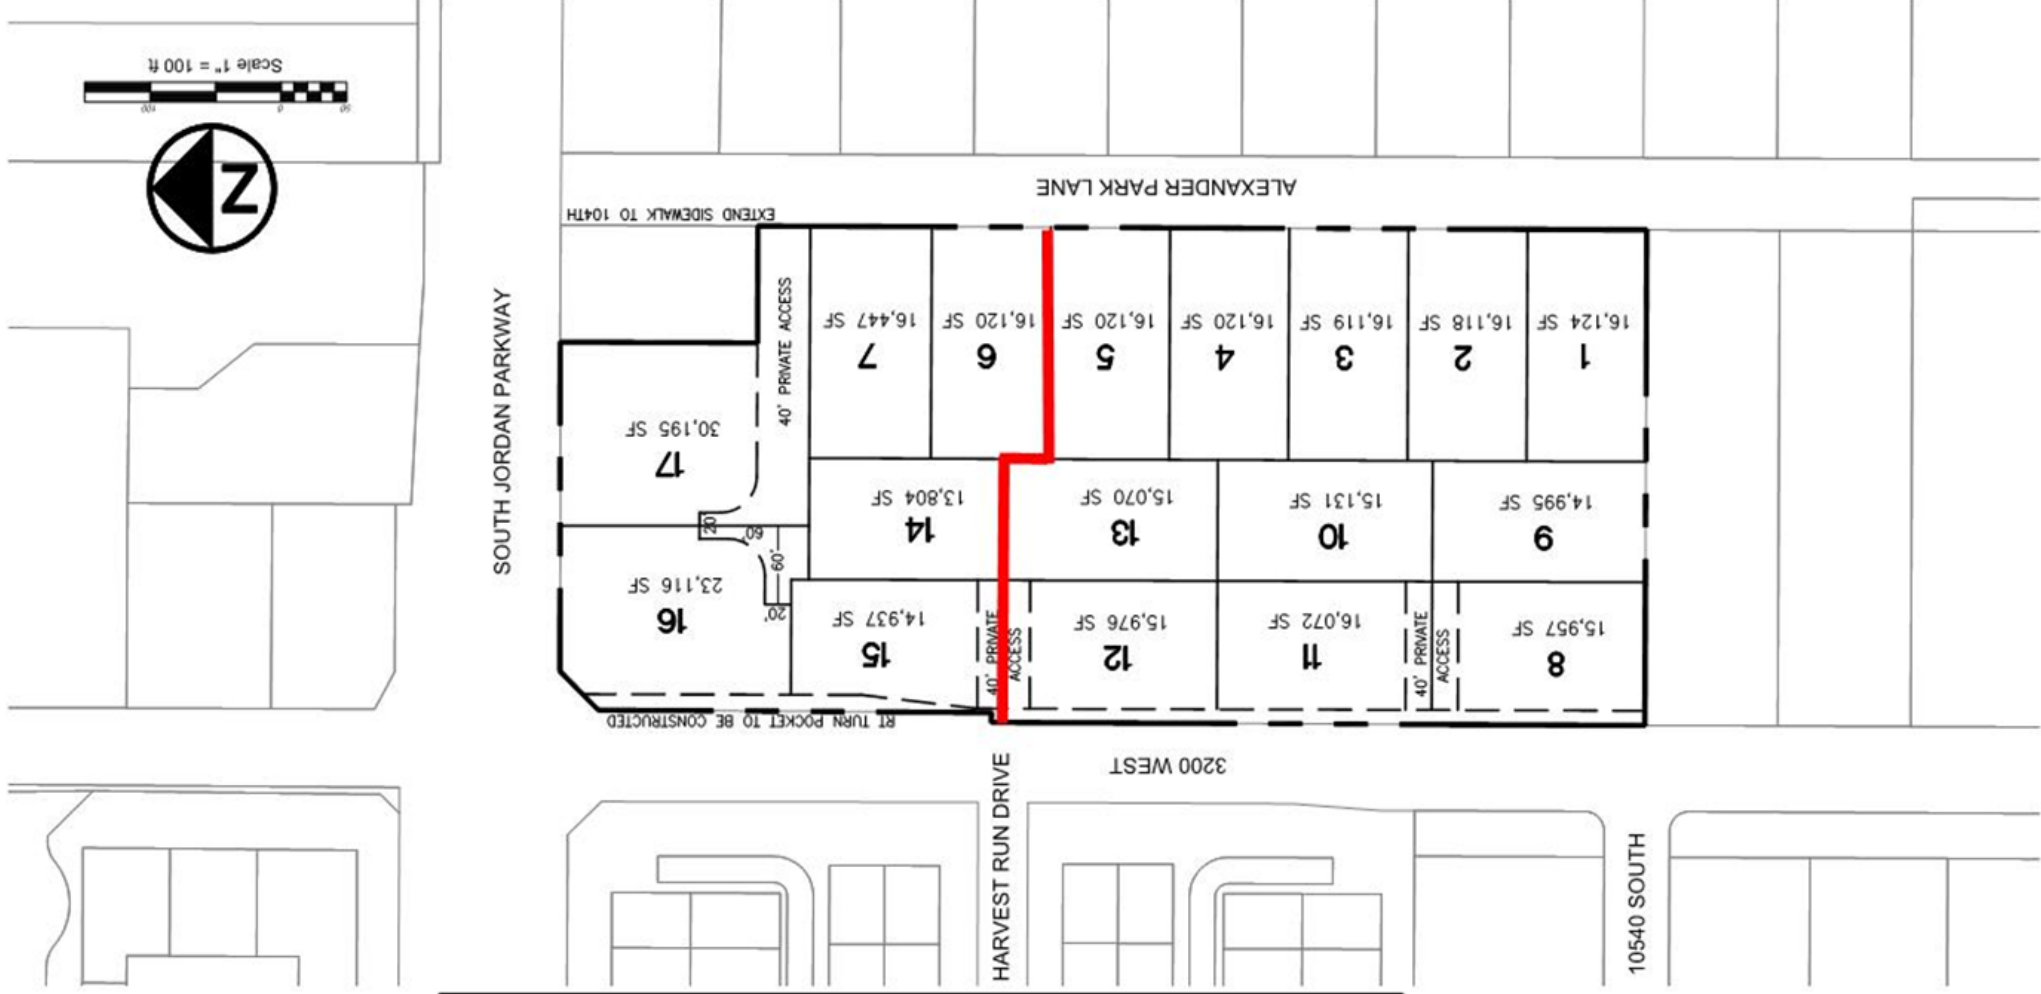 Scale 1" = 100 ft
100
0
50
N
ALEXANDER PARK LANE
EXTEND SIDEWALK TO 104TH
SOUTH JORDAN PARKWAY
40' PRIVATE ACCESS
16,447 SF
7
16,120 SF
6
16,120 SF
5
16,120 SF
4
16,119 SF
3
16,118 SF
2
16,124 SF
1
30,195 SF
17
13,804 SF
14
15,070 SF
13
15,131 SF
10
14,995 SF
9
20'
60'
60'
20'
23,116 SF
16
14,937 SF
15
40' PRIVATE
ACCESS
15,976 SF
12
16,072 SF
11
40' PRIVATE
ACCESS
15,957 SF
8
RT. TURN POCKET TO BE CONSTRUCTED
3200 WEST
HARVEST RUN DRIVE
10540 SOUTH